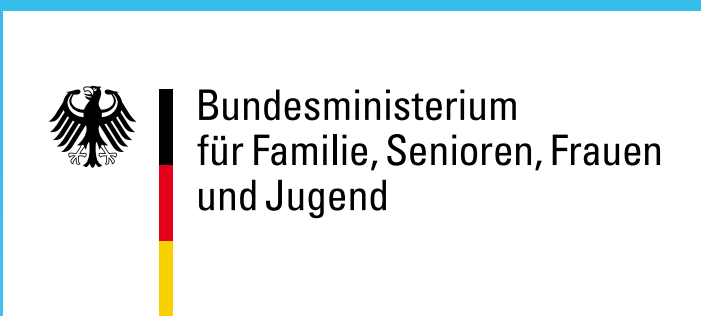 Bundesministerium
für Familie, Senioren, Frauen
und Jugend